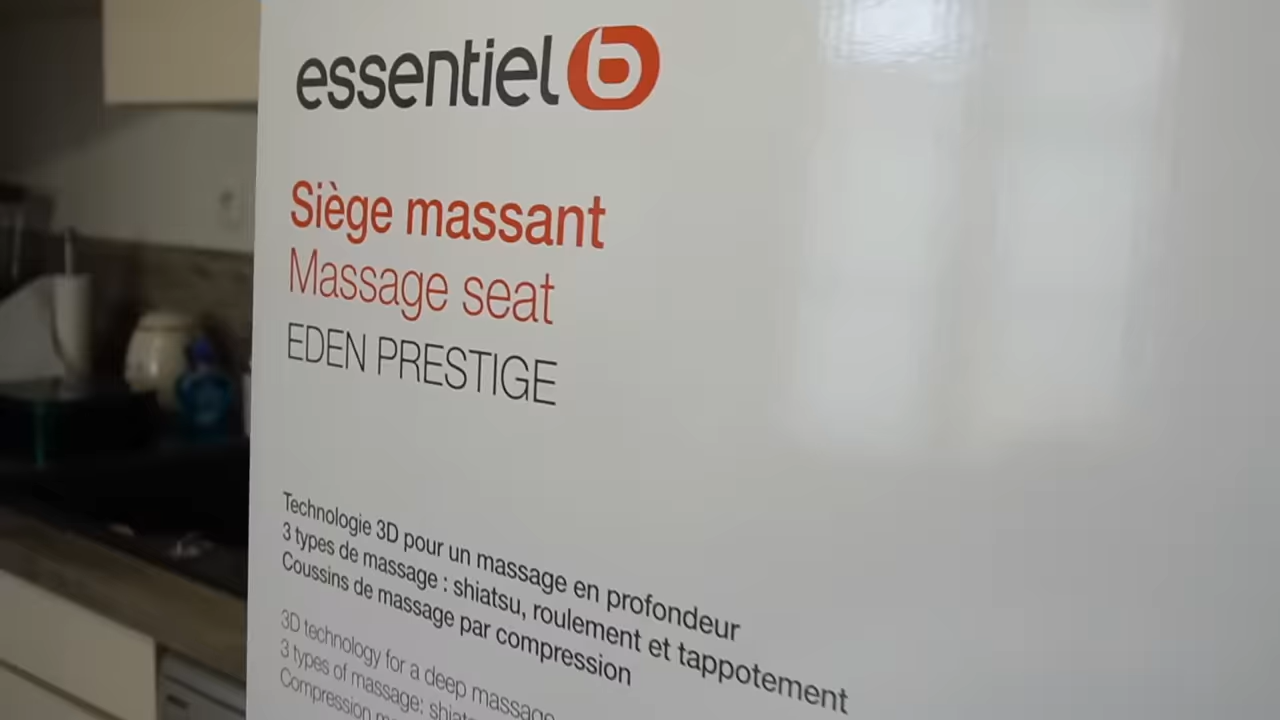 essentiel b
Siège massant
Massage seat
EDEN PRESTIGE
Technologie 3D pour un massage en profondeur
3 types de massage : shiatsu, roulement et tappotement
Coussins de massage par compression
3D technology for a deep massage
3 types of massage:
Compression